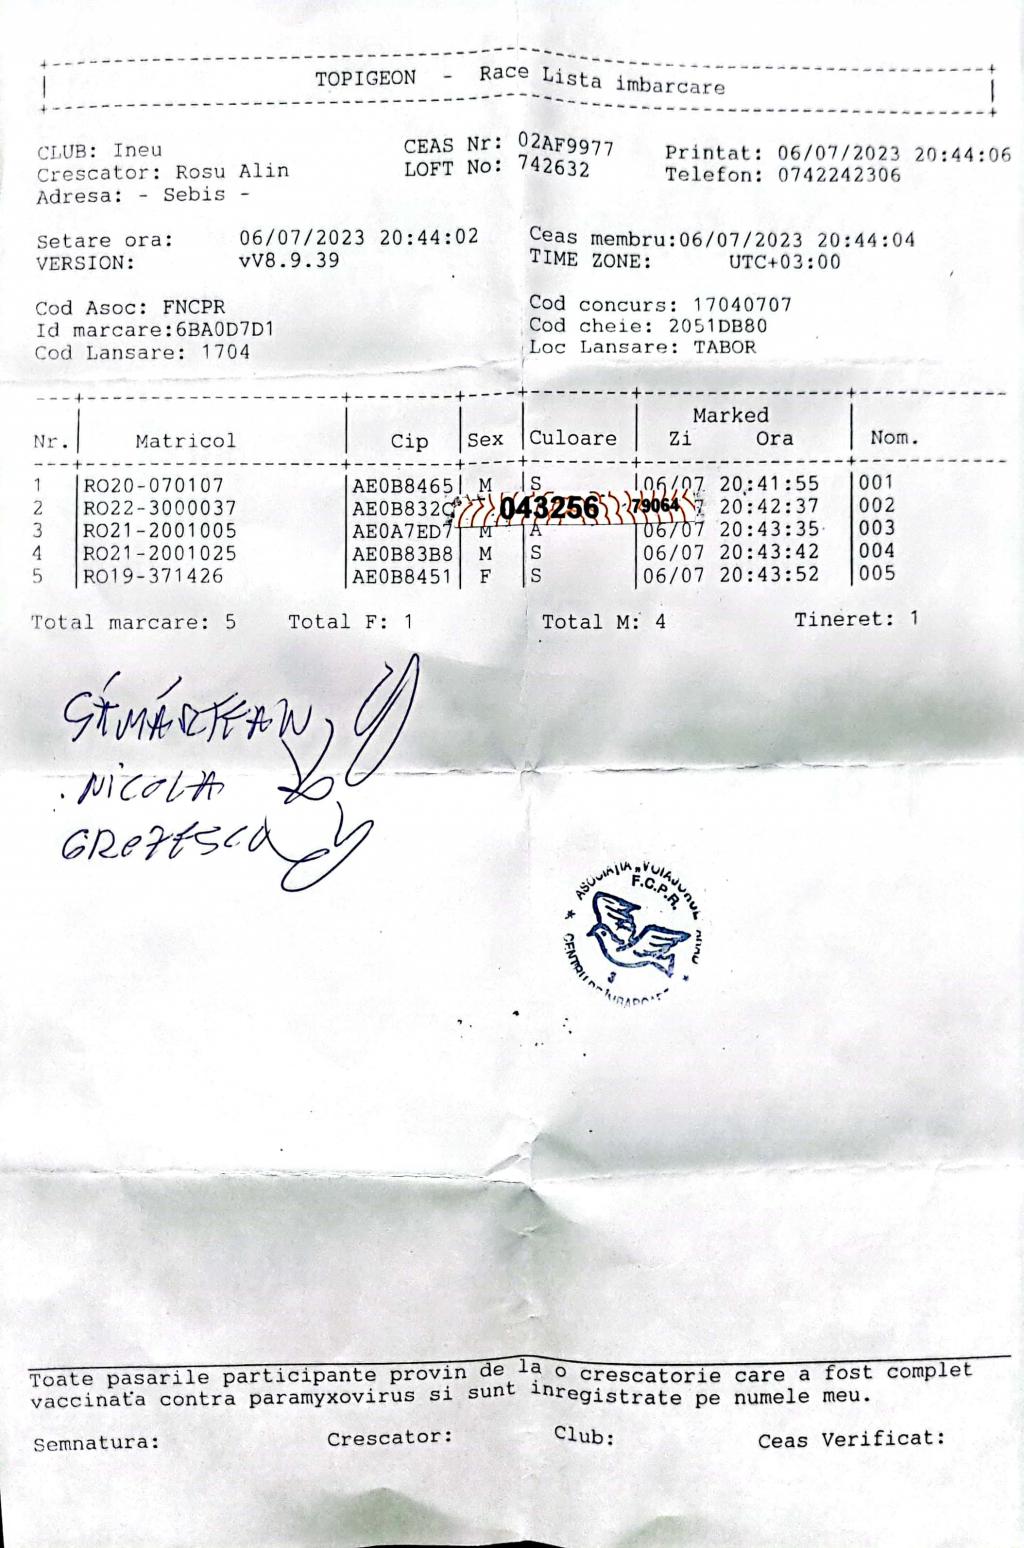 TOPIGEON - Race Lista imbarcare
CLUB: Ineu CEAS Nr: 02AF9977 Printat: 06/07/2023 20:44:06
Crescator: Rosu Alin LOFT No: 742632 Telefon: 0742242306
Adresa: - Sebis -
Setare ora: 06/07/2023 20:44:02 Ceas membru:06/07/2023 20:44:04
VERSION: vV8.9.39 TIME ZONE: UTC+03:00
Cod Asoc: FNCPR Cod concurs: 17040707
Id marcare:6BA0D7D1 Cod cheie: 2051DB80
Cod Lansare: 1704 Loc Lansare: TABOR
Marked
Nr. Matricol Cip Sex Culoare Zi Ora Nom.
1 RO20-070107 AE0B8465 M S 06/07 20:41:55 001
2 RO22-3000037 AE0B832C 043256 79064 20:42:37 002
3 RO21-2001005 AE0A7ED7 M A 06/07 20:43:35 003
4 RO21-2001025 AE0B83B8 M S 06/07 20:43:42 004
5 RO19-371426 AE0B8451 F S 06/07 20:43:52 005
Total marcare: 5 Total F: 1 Total M: 4 Tineret: 1
NICOLA
ASOCIAȚIA „VOIAJORUL
F.C.P.R.
3
CENTRU DE
Toate pasarile participante provin de la o crescatorie care a fost complet
vaccinata contra paramyxovirus si sunt inregistrate pe numele meu.
Semnatura: Crescator: Club: Ceas Verificat: